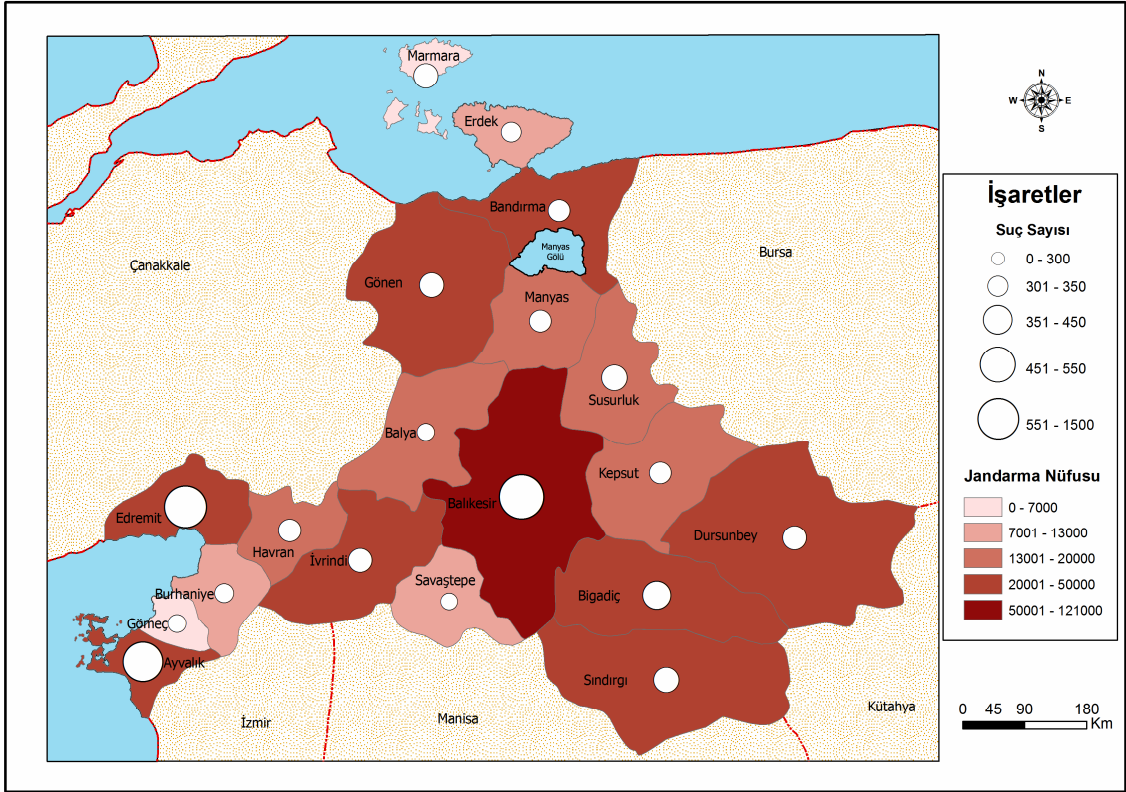 Marmara
Erdek
Bandırma
Manyas
Gölü
Çanakkale
Bursa
Gönen
Manyas
Susurluk
Balya
Kepsut
Balıkesir
Edremit
Havran
İvrindi
Dursunbey
Savaştepe
Burhaniye
Bigadiç
Gömeç
Ayvalık
Sındırgı
İzmir
Manisa
Kütahya
N
W
E
S
İşaretler
Suç Sayısı
0 - 300
301 - 350
351 - 450
451 - 550
551 - 1500
Jandarma Nüfusu
0 - 7000
7001 - 13000
13001 - 20000
20001 - 50000
50001 - 121000
0 45 90 180
Km